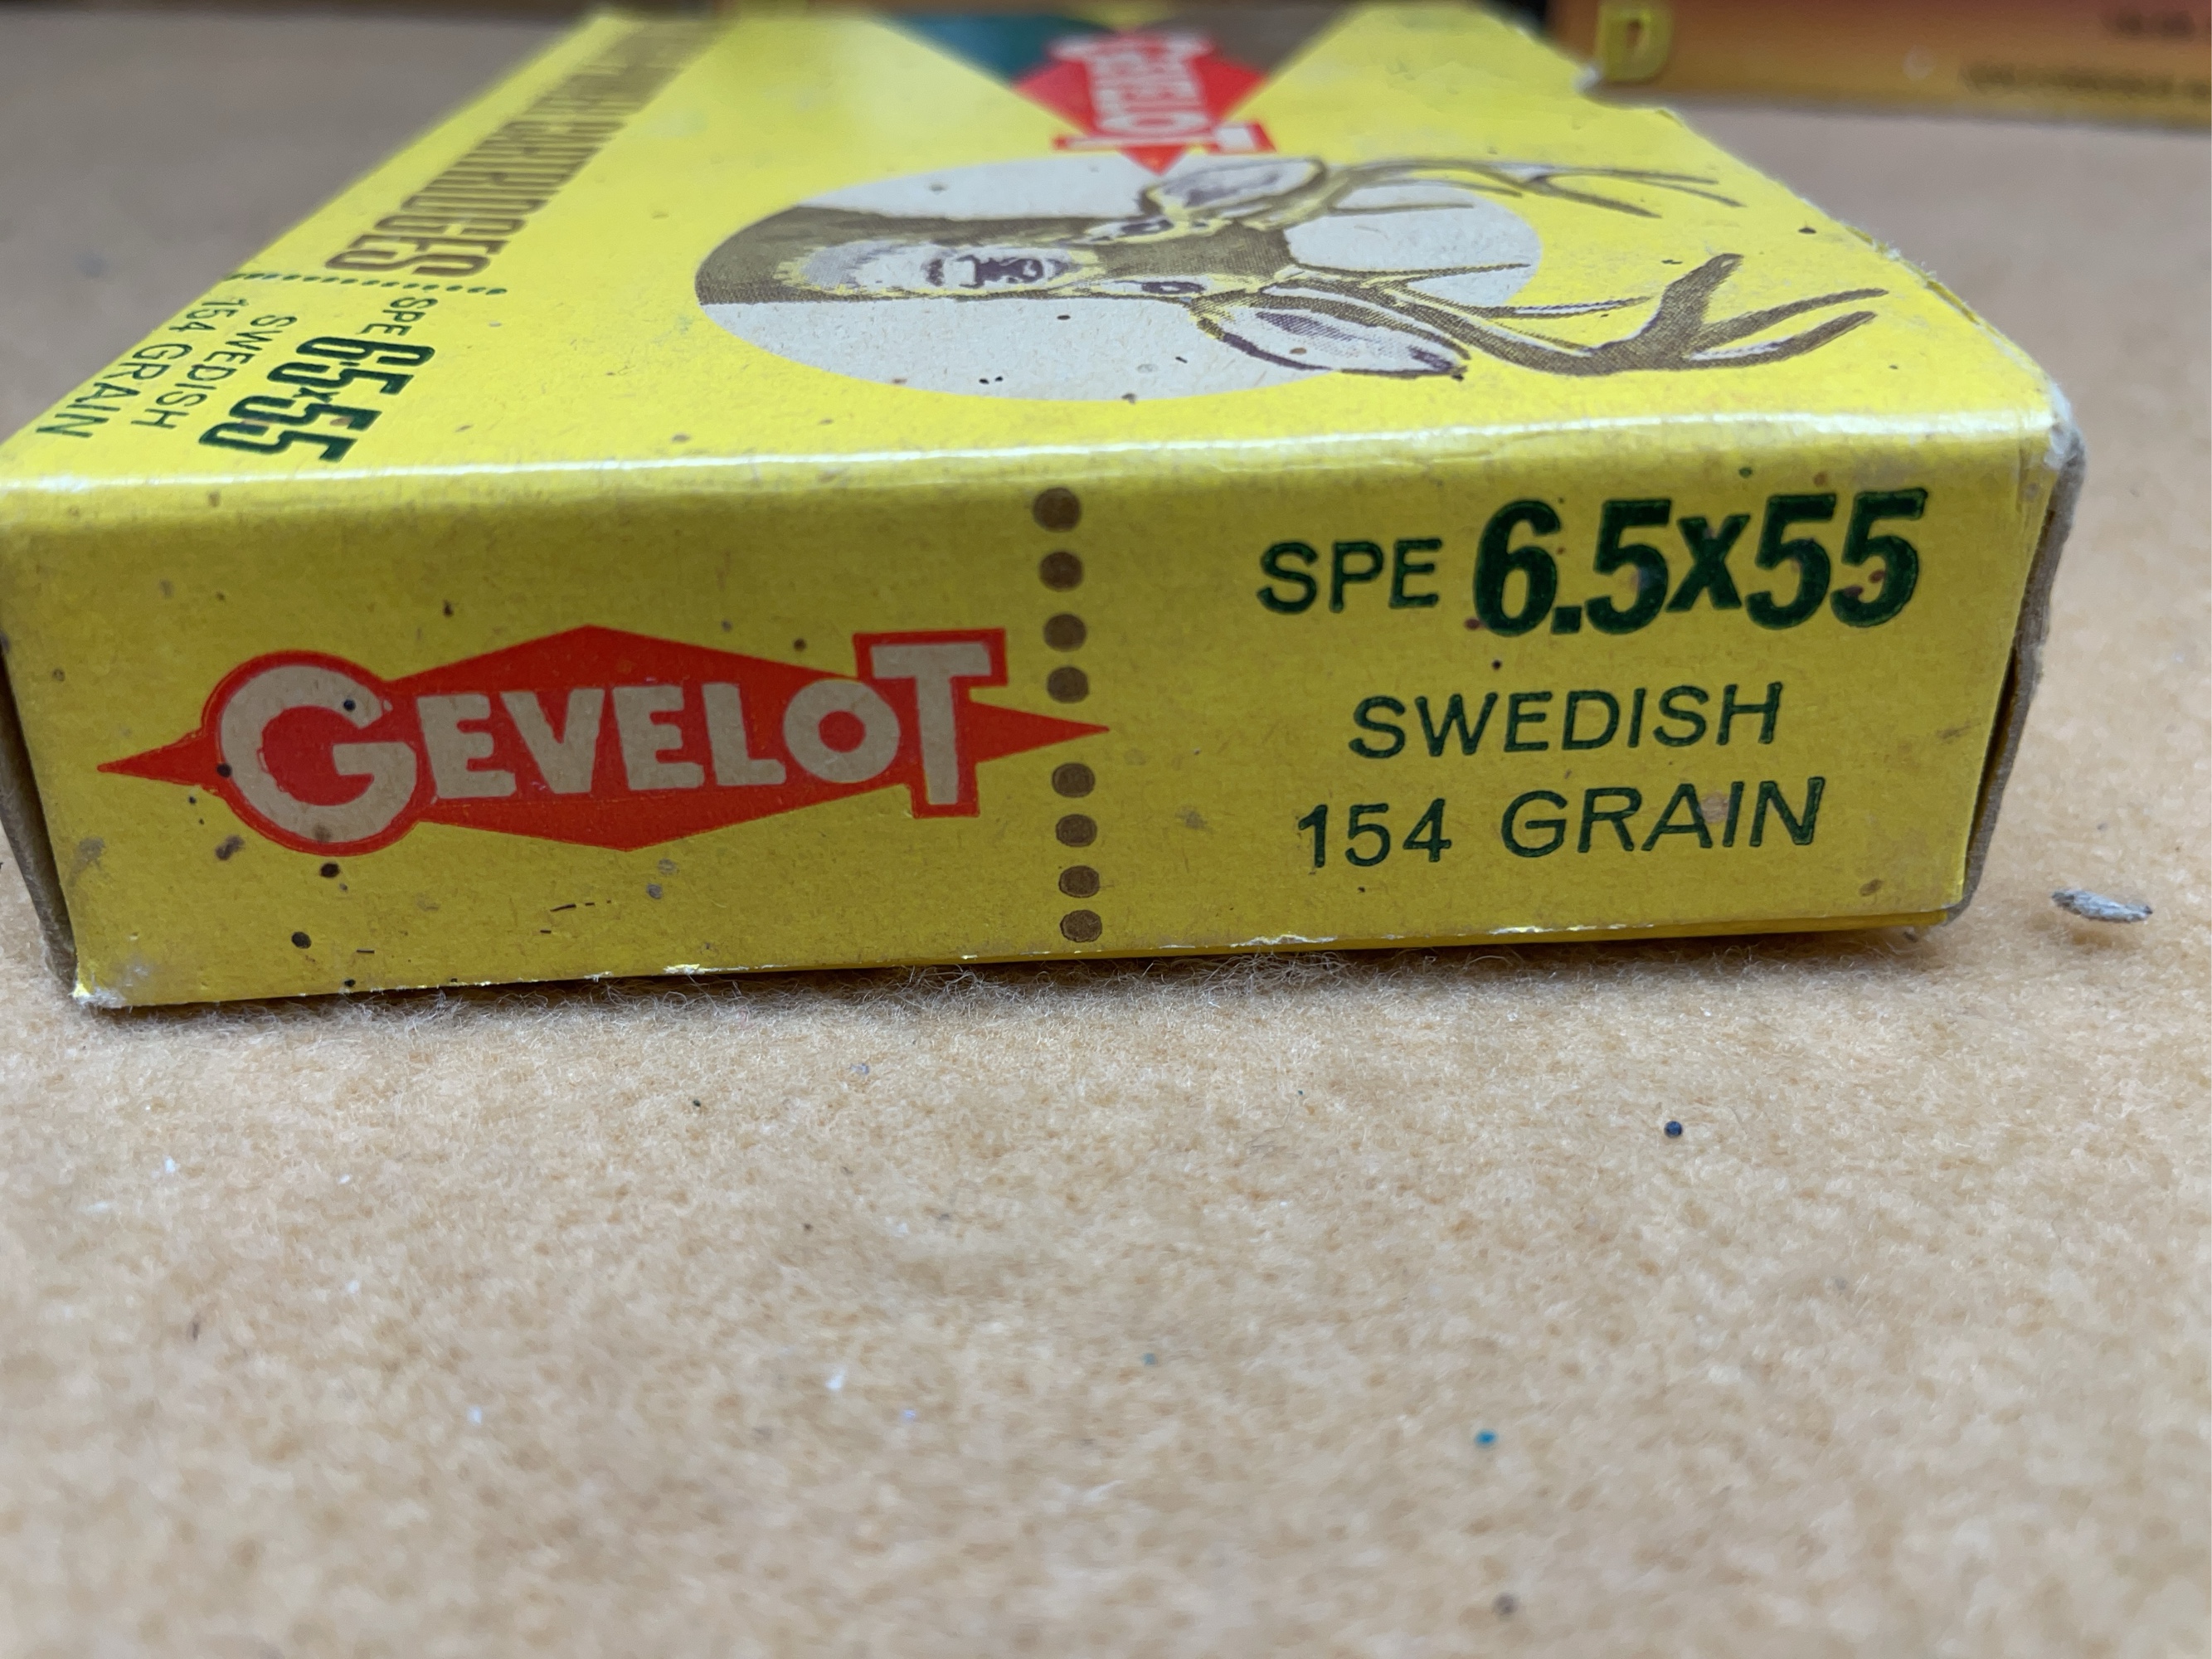 GEVELOT
CARTRIDGES
SPE 6.5x55
SWEDISH
154 GRAIN
GEVELOT
SPE 6.5x55
SWEDISH
154 GRAIN